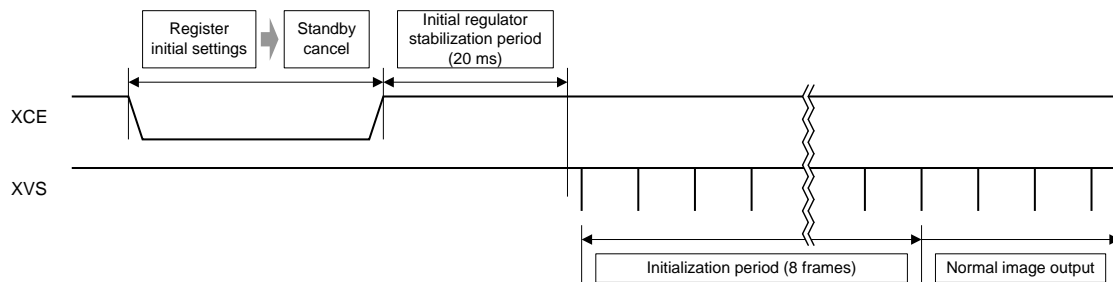 Register
initial settings
Standby
cancel
Initial regulator
stabilization period
(20 ms)
XCE
XVS
Initialization period (8 frames)
Normal image output